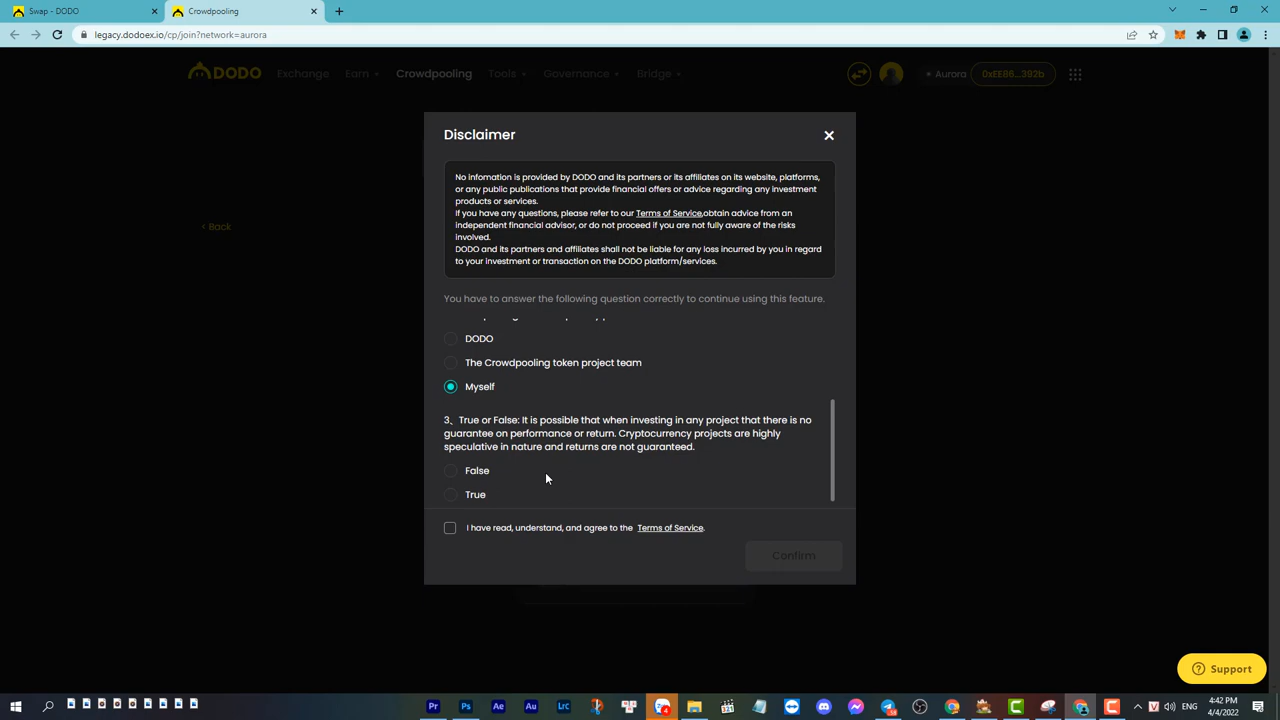 Swap - DODO
Crowdpooling
legacy.dodoex.io/cp/join?network=aurora
DODO Exchange Earn Crowdpooling Tools Governance Bridge Aurora 0xEE86...392b
Disclaimer
No infomation is provided by DODO and its partners or its affiliates on its website, platforms,
or any public publications that provide financial offers or advice regarding any investment
products or services.
If you have any questions, please refer to our Terms of Service,obtain advice from an
independent financial advisor, or do not proceed if you are not fully aware of the risks
involved.
DODO and its partners and affiliates shall not be liable for any loss incurred by you in regard
to your investment or transaction on the DODO platform/services.
< Back
You have to answer the following question correctly to continue using this feature.
DODO
The Crowdpooling token project team
Myself
3、True or False: It is possible that when investing in any project that there is no
guarantee on performance or return. Cryptocurrency projects are highly
speculative in nature and returns are not guaranteed.
False
True
I have read, understand, and agree to the Terms of Service.
Confirm
Support
Pr Ps Ae Au Lrc
4
V ENG
4:42 PM
4/4/2022